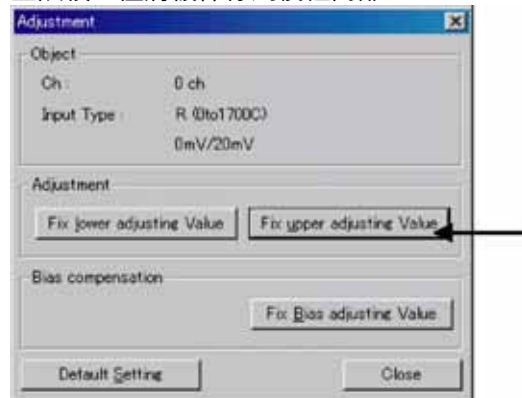 Adjustment
Object
Ch : 0 ch
Input Type : R (0to1700C)
0mV/20mV
Adjustment
Fix lower adjusting Value Fix upper adjusting Value
Bias compensation
Fix Bias adjusting Value
Default Setting Close